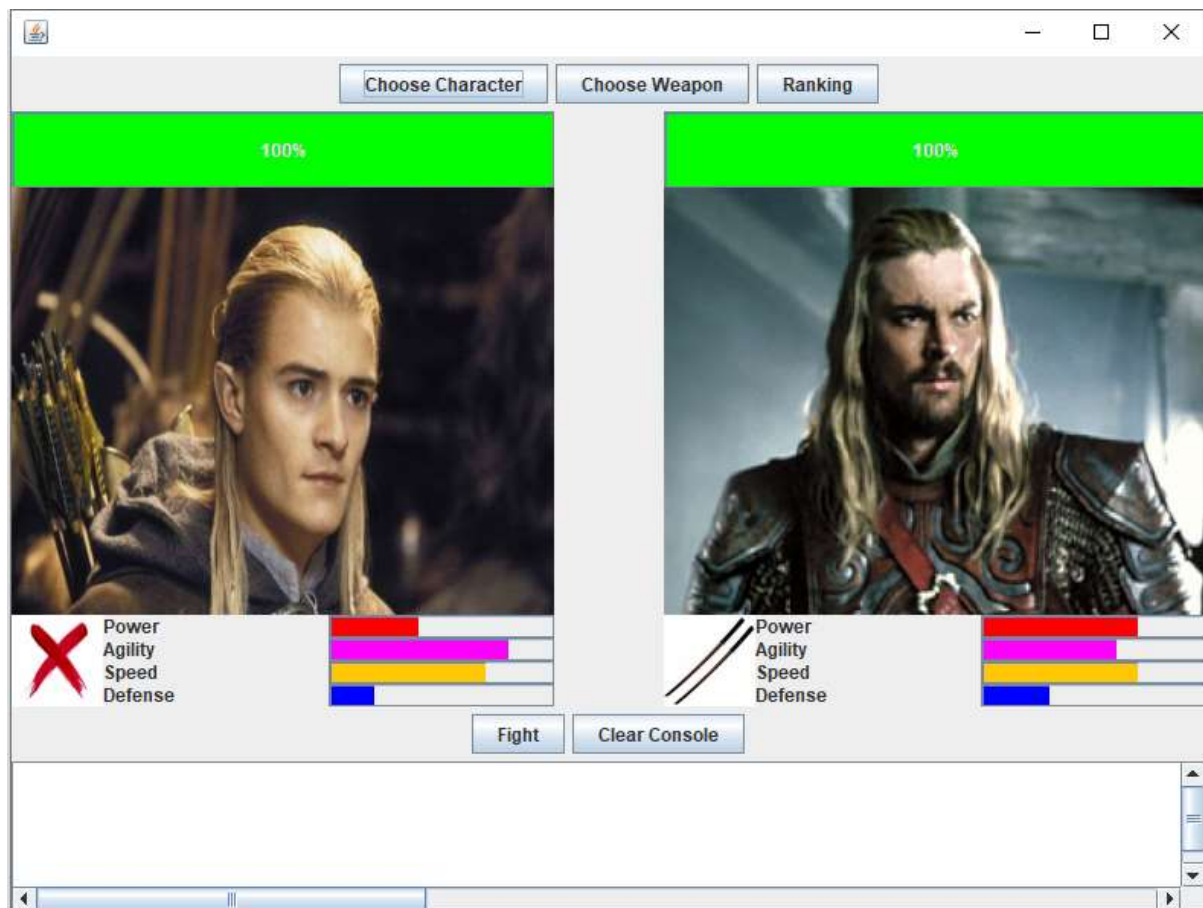 Choose Character Choose Weapon Ranking
100% 100%
Power Power
Agility Agility
Speed Speed
Defense Defense
Fight Clear Console